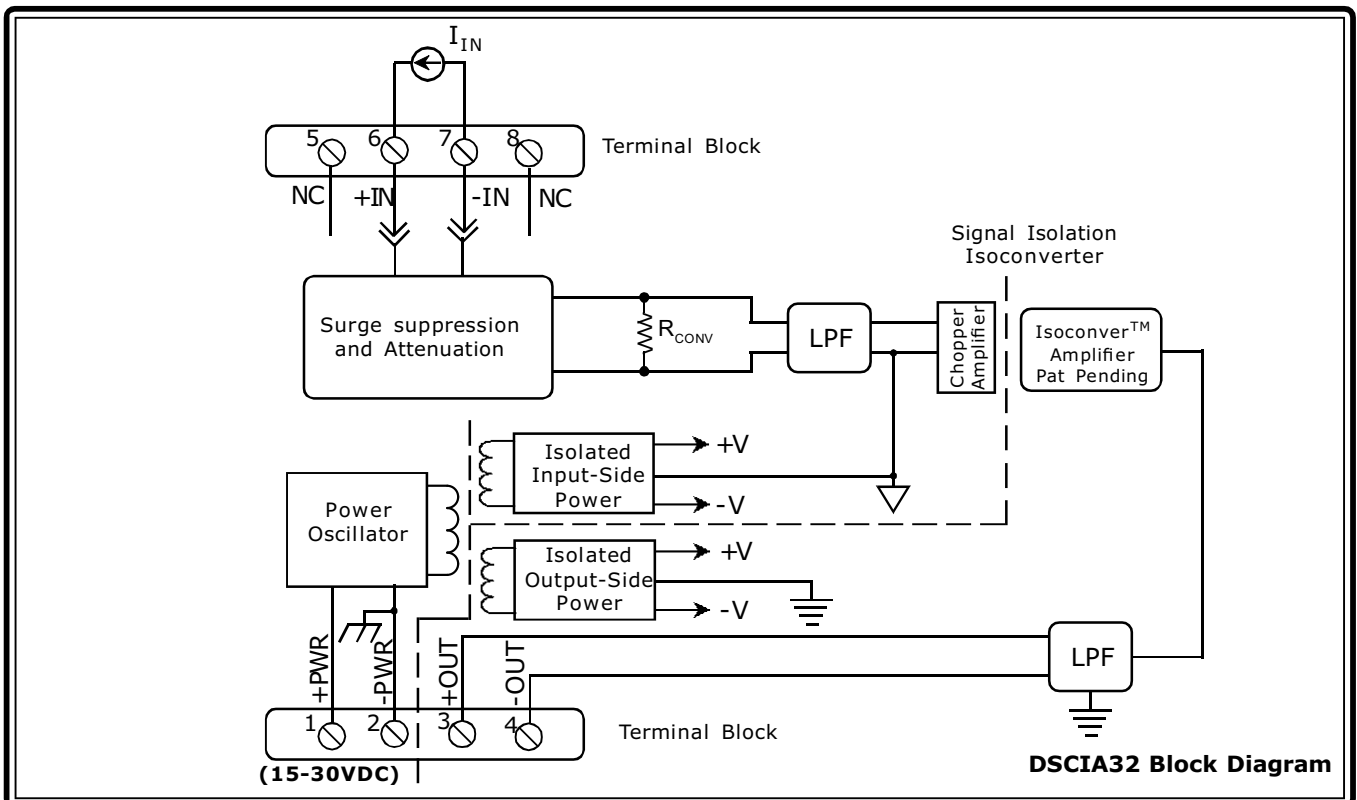 I IN
5 6 7 8
Terminal Block
NC +IN -IN NC
Signal Isolation
Isoconverter
Surge suppression
and Attenuation
R CONV
LPF
Chopper
Amplifier
Isoconver™
Amplifier
Pat Pending
Power
Oscillator
Isolated
Input-Side
Power
+V
-V
Isolated
Output-Side
Power
+V
-V
+PWR
-PWR
+OUT
-OUT
LPF
1 2 3 4
Terminal Block
(15-30VDC)
DSCIA32 Block Diagram